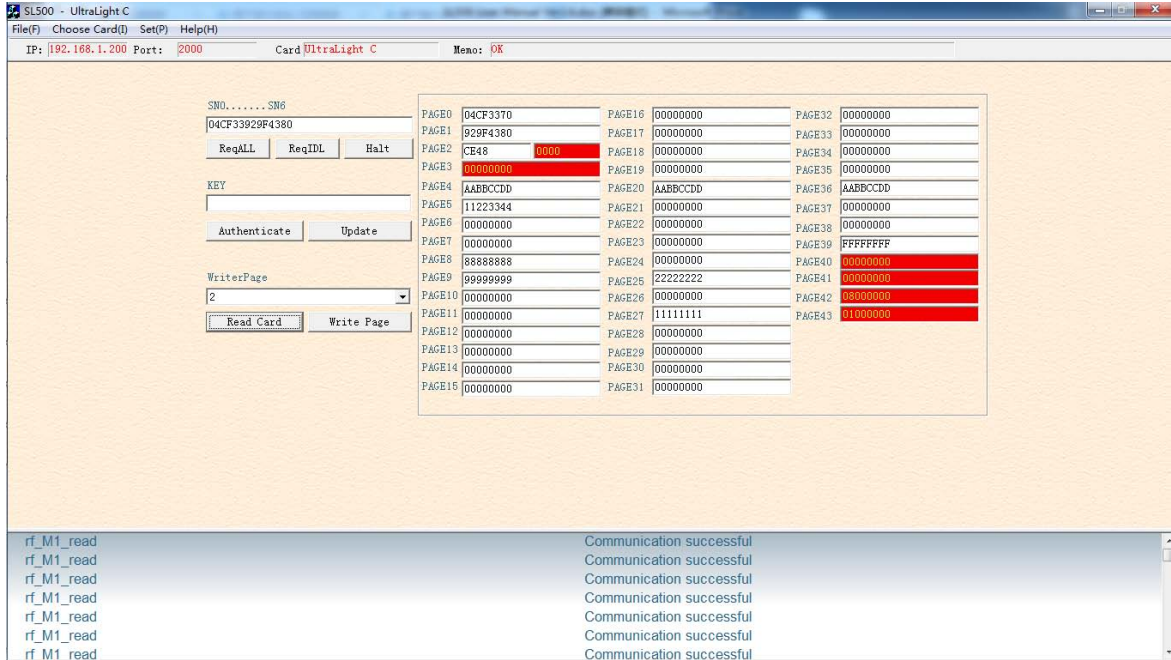 SL500 - UltraLight C
File(F) Choose Card(I) Set(P) Help(H)
IP: 192.168.1.200 Port: 2000 Card UltraLight C Memo: OK
SN0.......SN6
04CF33929F4380
ReqALL ReqIDL Halt
KEY
Authenticate Update
WriterPage
2
Read Card Write Page
PAGE0 04CF3370
PAGE1 929F4380
PAGE2 CE48 0000
PAGE3 00000000
PAGE4 AABBCCDD
PAGE5 11223344
PAGE6 00000000
PAGE7 00000000
PAGE8 88888888
PAGE9 99999999
PAGE10 00000000
PAGE11 00000000
PAGE12 00000000
PAGE13 00000000
PAGE14 00000000
PAGE15 00000000
PAGE16 00000000
PAGE17 00000000
PAGE18 00000000
PAGE19 00000000
PAGE20 AABBCCDD
PAGE21 00000000
PAGE22 00000000
PAGE23 00000000
PAGE24 00000000
PAGE25 22222222
PAGE26 00000000
PAGE27 11111111
PAGE28 00000000
PAGE29 00000000
PAGE30 00000000
PAGE31 00000000
PAGE32 00000000
PAGE33 00000000
PAGE34 00000000
PAGE35 00000000
PAGE36 AABBCCDD
PAGE37 00000000
PAGE38 00000000
PAGE39 FFFFFFFF
PAGE40 00000000
PAGE41 00000000
PAGE42 08000000
PAGE43 01000000
rf_M1_read Communication successful
rf_M1_read Communication successful
rf_M1_read Communication successful
rf_M1_read Communication successful
rf_M1_read Communication successful
rf_M1_read Communication successful
rf_M1_read Communication successful